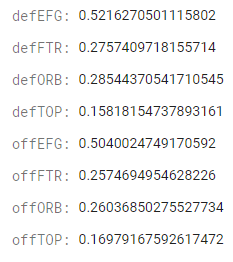 defEFG: 0.5216270501115802
defFTR: 0.2757409718155714
defORB: 0.28544370541710545
defTOP: 0.15818154737893161
offEFG: 0.5040024749170592
offFTR: 0.2574694954628226
offORB: 0.26036850275527734
offTOP: 0.16979167592617472